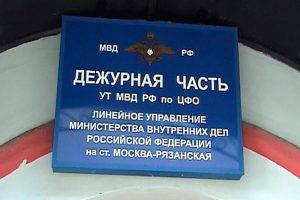 МВД РФ
ДЕЖУРНАЯ ЧАСТЬ
УТ МВД РФ по ЦФО
ЛИНЕЙНОЕ УПРАВЛЕНИЕ
МИНИСТЕРСТВА ВНУТРЕННИХ ДЕЛ
РОССИЙСКОЙ ФЕДЕРАЦИИ
на ст. МОСКВА-РЯЗАНСКАЯ